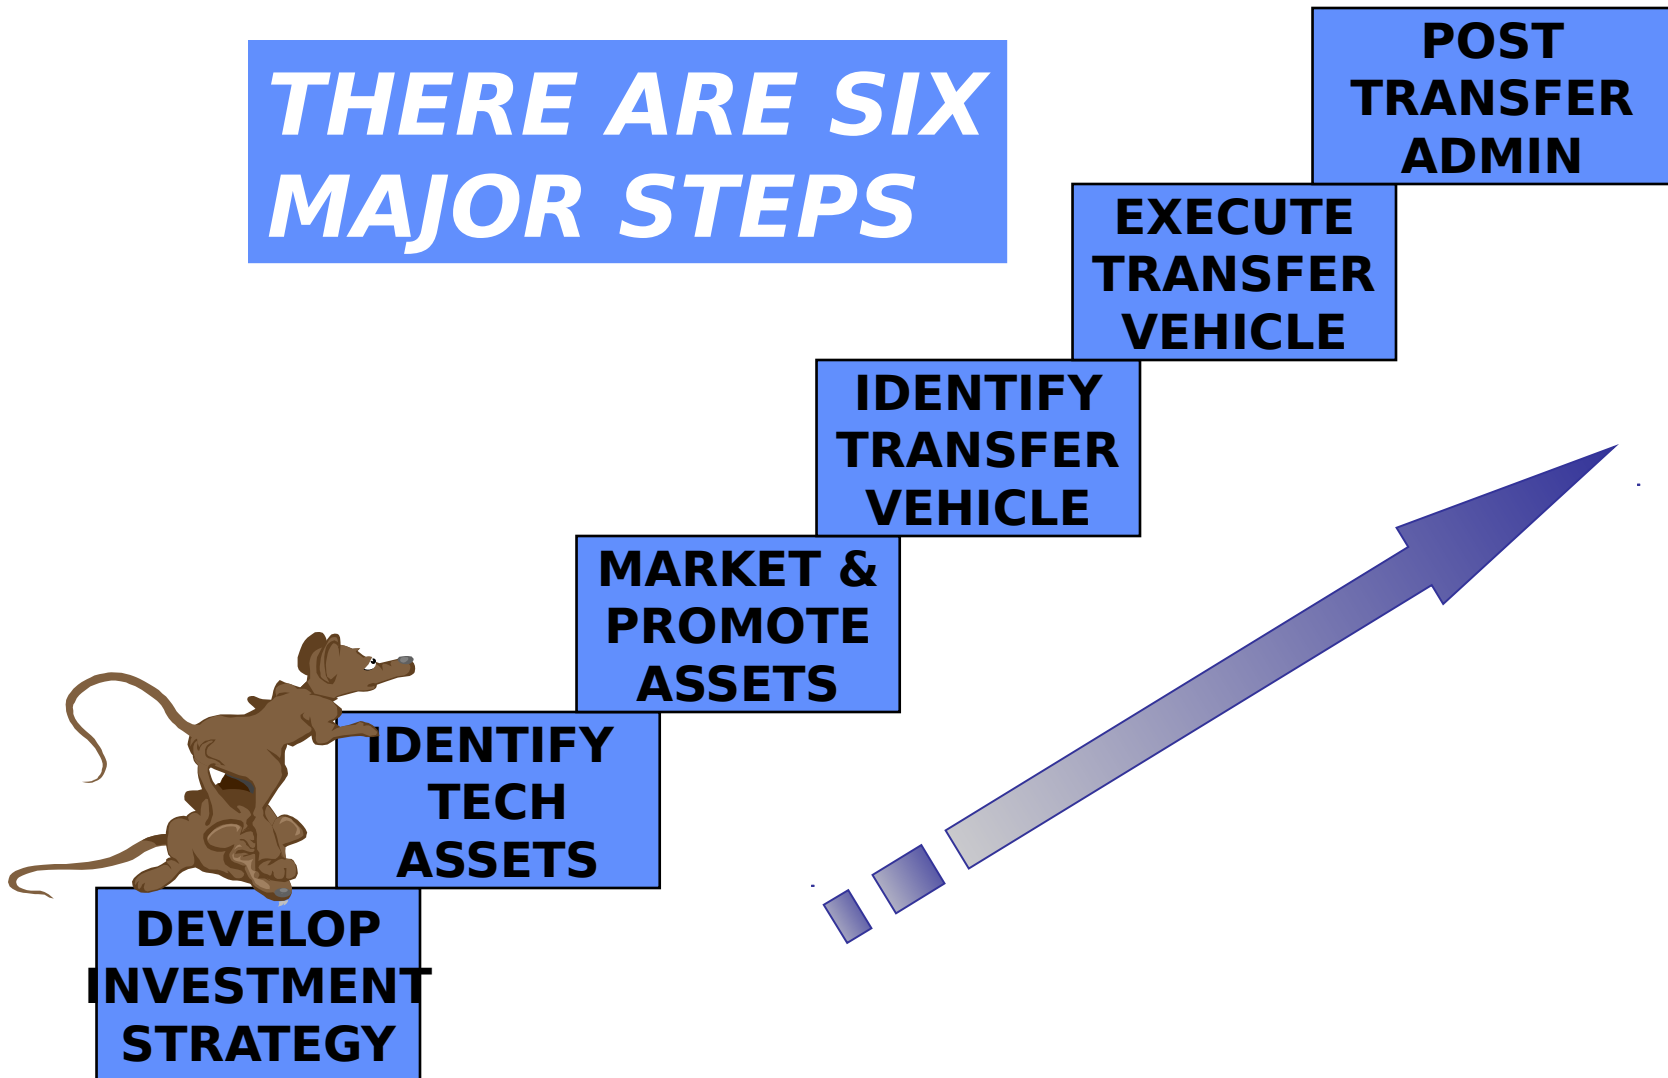 THERE ARE SIX
MAJOR STEPS
POST
TRANSFER
ADMIN
EXECUTE
TRANSFER
VEHICLE
IDENTIFY
TRANSFER
VEHICLE
MARKET &
PROMOTE
ASSETS
IDENTIFY
TECH
ASSETS
DEVELOP
INVESTMENT
STRATEGY